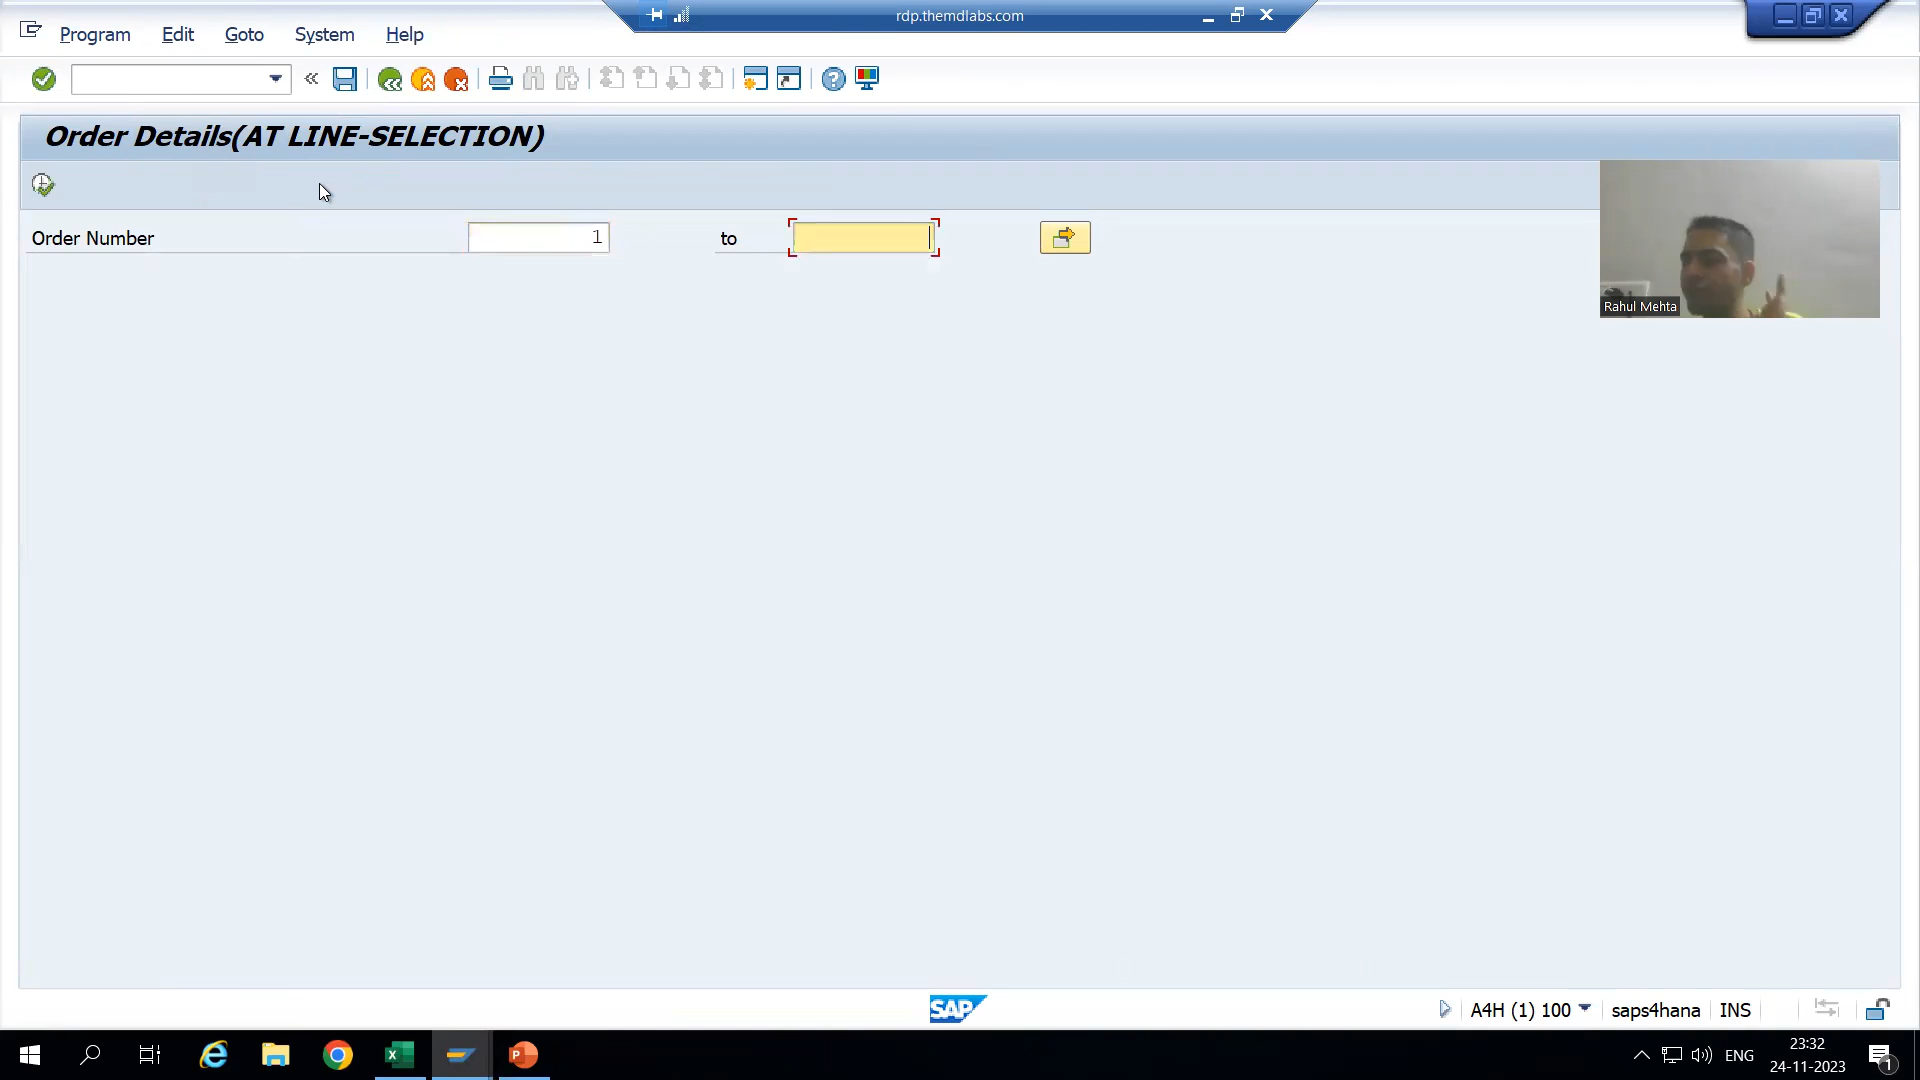 rdp.themdlabs.com
Program Edit Goto System Help
Order Details(AT LINE-SELECTION)
Order Number 1 to
Rahul Mehta
SAP
A4H (1) 100 saps4hana INS
ENG
23:32
24-11-2023
1